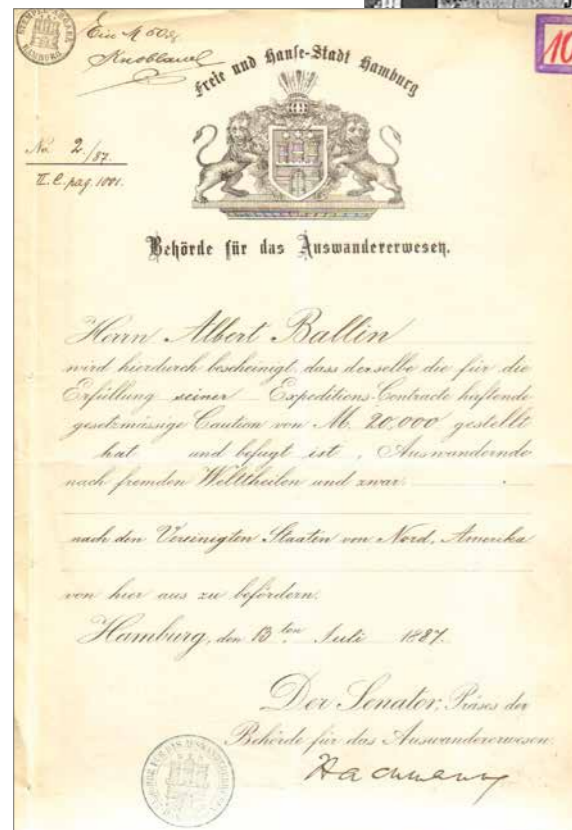 STEMPEL-ABGABE
HAMBURG
Ein M 50
Knoblauch
10
Freie und Hanse-Stadt Hamburg
No 2./87.
II. C. pag. 1001.
Behörde für das Auswandererwesen.
Herrn Albert Ballin
wird hierdurch bescheinigt, dass derselbe die für die
Erfüllung seiner Expeditions-Contracte haftende
gesetzmässige Caution von M. 20,000 gestellt
hat und befugt ist, Auswandernde
nach fremden Welttheilen und zwar:
nach den Vereinigten Staaten von Nord-Amerika
von hier aus zu befördern.
Hamburg, den 13ten Juli 1887.
Der Senator, Präses der
Behörde für das Auswandererwesen.
Hachmann